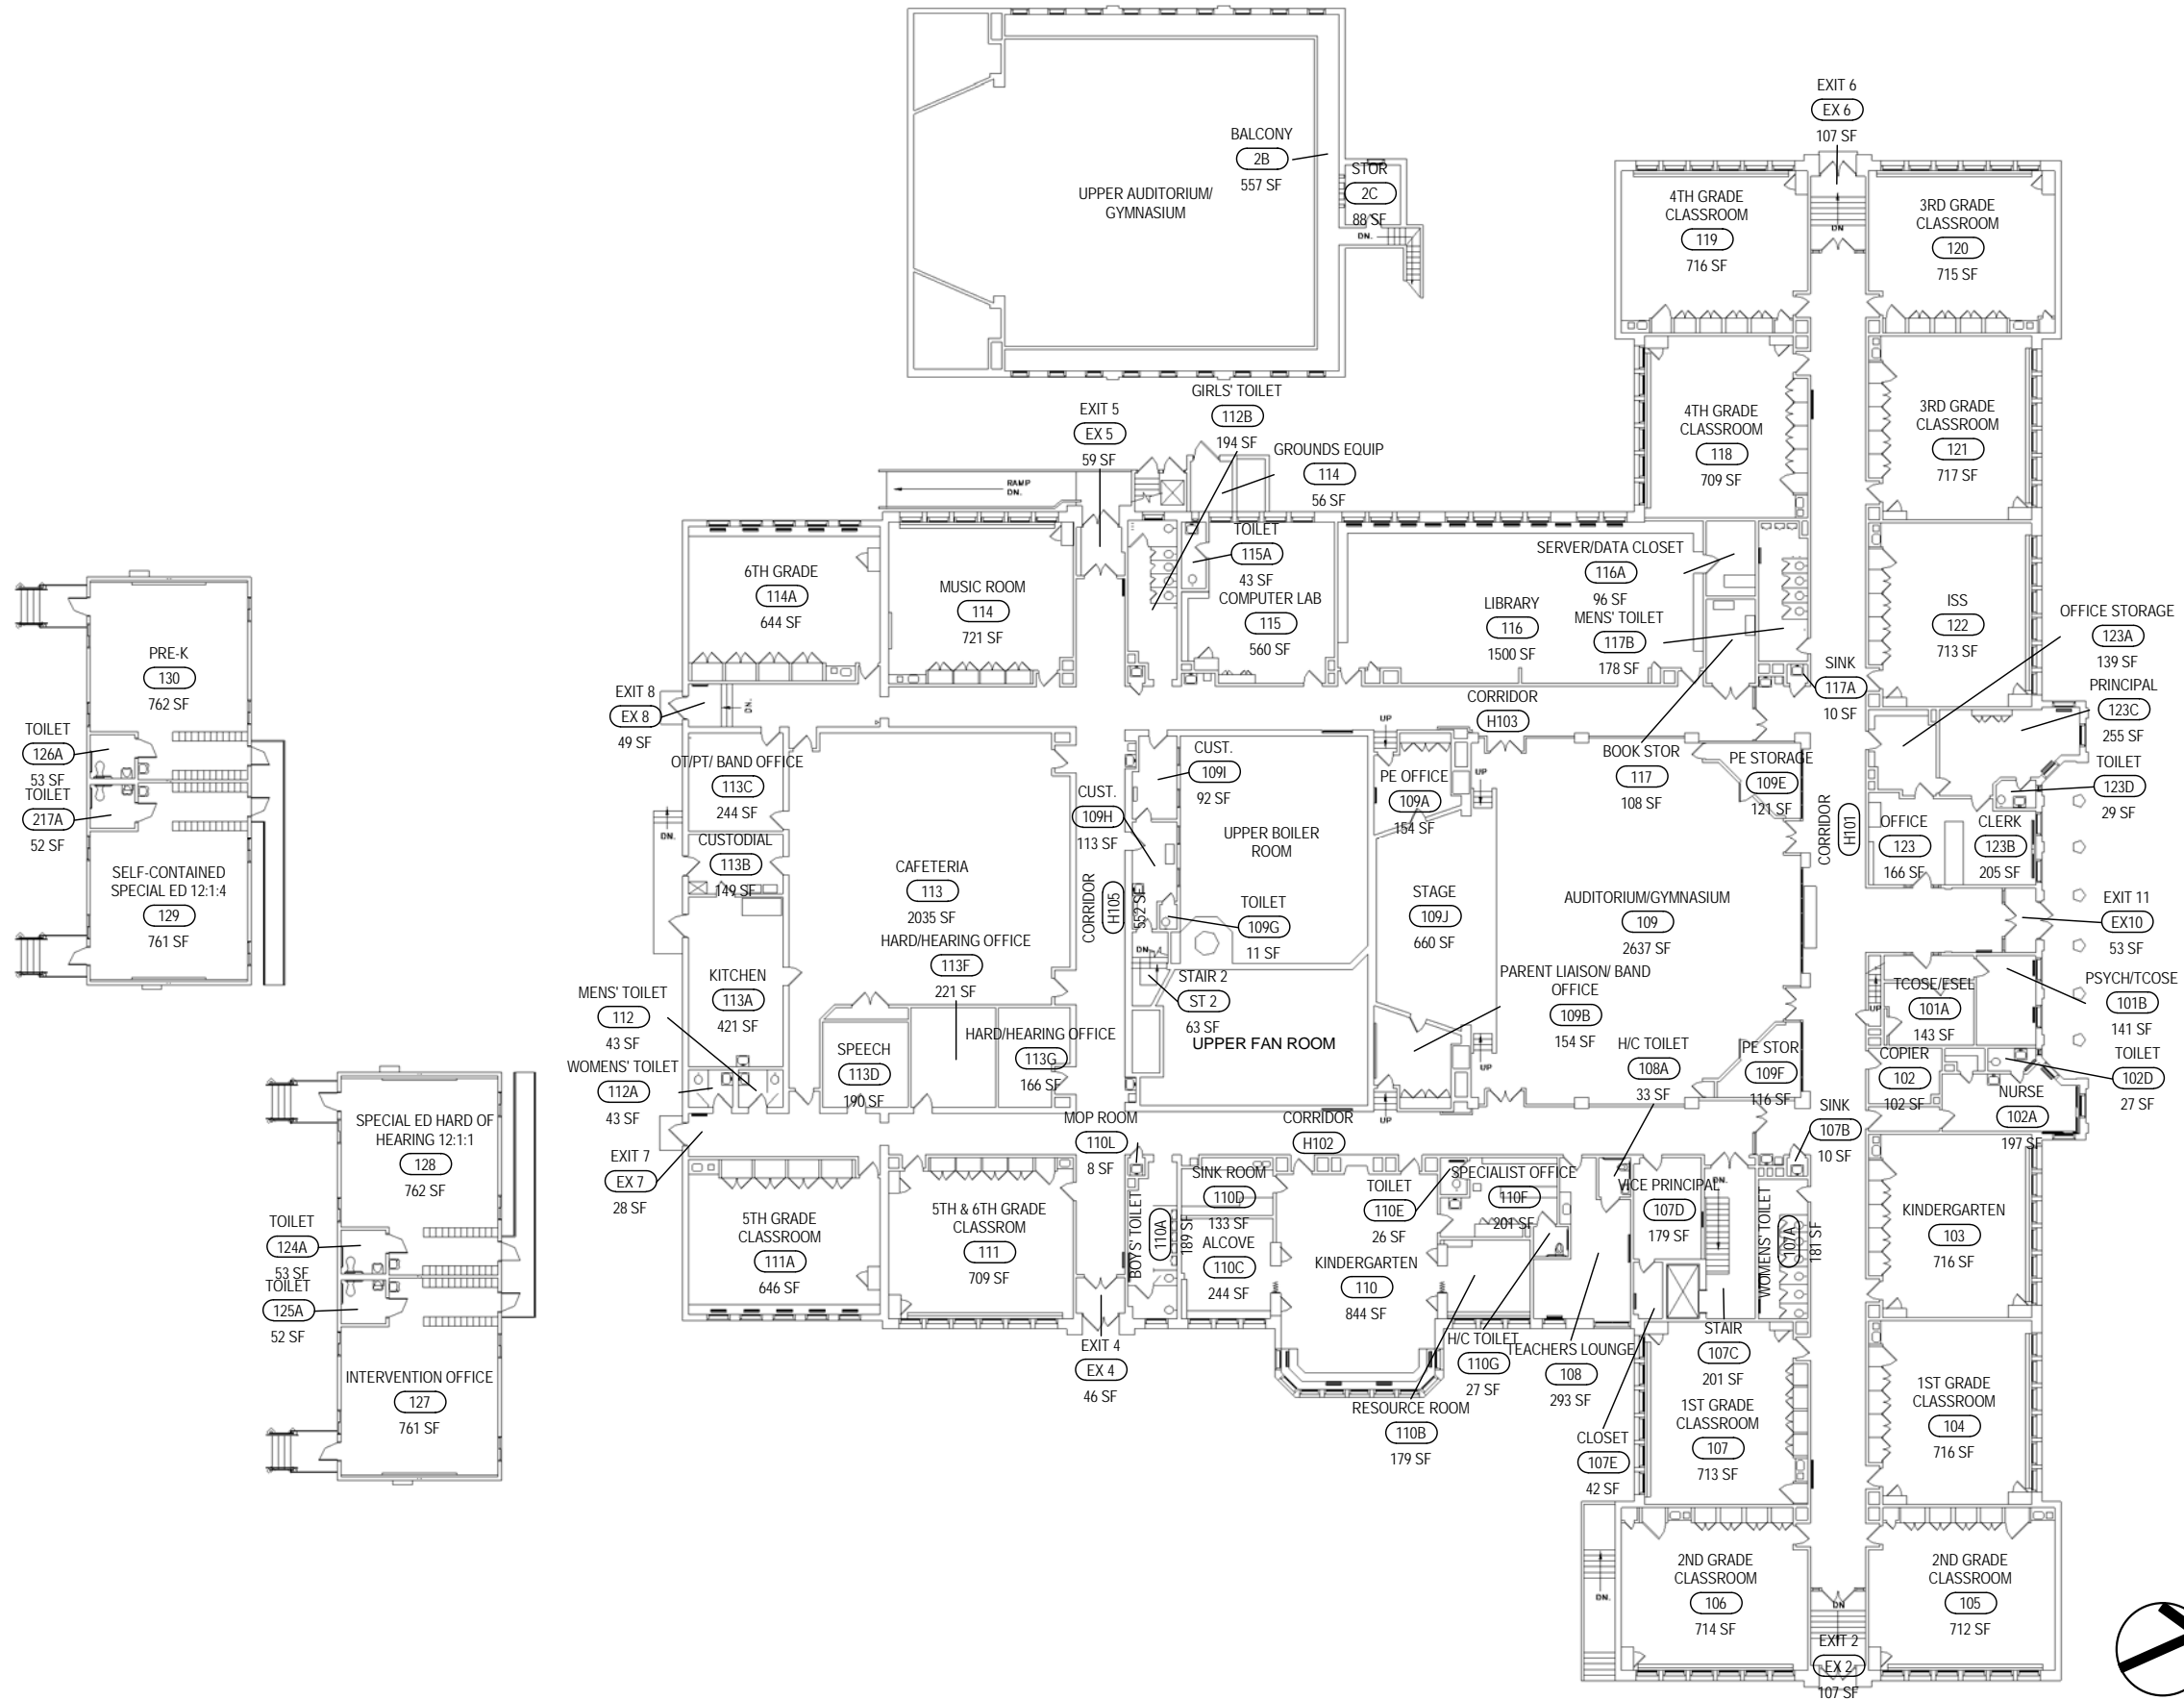 BALCONY
2B
557 SF
STOR
2C
88 SF
DN.
UPPER AUDITORIUM/
GYMNASIUM
EXIT 6
EX 6
107 SF
DN
4TH GRADE
CLASSROOM
119
716 SF
3RD GRADE
CLASSROOM
120
715 SF
4TH GRADE
CLASSROOM
118
709 SF
3RD GRADE
CLASSROOM
121
717 SF
GIRLS' TOILET
112B
194 SF
EXIT 5
EX 5
59 SF
GROUNDS EQUIP
114
56 SF
RAMP
DN.
6TH GRADE
114A
644 SF
MUSIC ROOM
114
721 SF
TOILET
115A
43 SF
COMPUTER LAB
115
560 SF
LIBRARY
116
1500 SF
SERVER/DATA CLOSET
116A
96 SF
MENS' TOILET
117B
178 SF
ISS
122
713 SF
OFFICE STORAGE
123A
139 SF
PRINCIPAL
123C
255 SF
SINK
117A
10 SF
TOILET
123D
29 SF
PRE-K
130
762 SF
TOILET
126A
53 SF
TOILET
217A
52 SF
SELF-CONTAINED
SPECIAL ED 12:1:4
129
761 SF
EXIT 8
EX 8
49 SF
DN.
CORRIDOR
H103
UP
BOOK STOR
117
108 SF
PE STORAGE
109E
121 SF
OT/PT/ BAND OFFICE
113C
244 SF
DN.
CUSTODIAL
113B
149 SF
CAFETERIA
113
2035 SF
CUST.
109I
92 SF
CUST.
109H
113 SF
UPPER BOILER
ROOM
PE OFFICE
109A
154 SF
UP
CORRIDOR
H101
OFFICE
123
166 SF
CLERK
123B
205 SF
CORRIDOR
H105
552 SF
TOILET
109G
11 SF
STAGE
109J
660 SF
AUDITORIUM/GYMNASIUM
109
2637 SF
EXIT 11
EX10
53 SF
HARD/HEARING OFFICE
113F
221 SF
KITCHEN
113A
421 SF
DN.
STAIR 2
ST 2
63 SF
PARENT LIAISON/ BAND
OFFICE
109B
154 SF
TCOSE/ESEL
101A
143 SF
UP
PSYCH/TCOSE
101B
141 SF
MENS' TOILET
112
43 SF
WOMENS' TOILET
112A
43 SF
SPEECH
113D
190 SF
HARD/HEARING OFFICE
113G
166 SF
UPPER FAN ROOM
UP
H/C TOILET
108A
33 SF
PE STOR
109F
116 SF
COPIER
102
102 SF
TOILET
102D
27 SF
NURSE
102A
197 SF
SPECIAL ED HARD OF
HEARING 12:1:1
128
762 SF
TOILET
124A
53 SF
TOILET
125A
52 SF
INTERVENTION OFFICE
127
761 SF
EXIT 7
EX 7
28 SF
MOP ROOM
110L
8 SF
CORRIDOR
H102
UP
SINK
107B
10 SF
5TH GRADE
CLASSROOM
111A
646 SF
5TH & 6TH GRADE
CLASSROM
111
709 SF
BOYS' TOILET
110A
189 SF
SINK ROOM
110D
133 SF
ALCOVE
110C
244 SF
TOILET
110E
26 SF
SPECIALIST OFFICE
110F
201 SF
KINDERGARTEN
110
844 SF
VICE PRINCIPAL
107D
179 SF
DN.
WOMENS' TOILET
107A
181 SF
KINDERGARTEN
103
716 SF
EXIT 4
EX 4
46 SF
H/C TOILET
110G
27 SF
TEACHERS LOUNGE
108
293 SF
RESOURCE ROOM
110B
179 SF
STAIR
107C
201 SF
CLOSET
107E
42 SF
1ST GRADE
CLASSROOM
107
713 SF
1ST GRADE
CLASSROOM
104
716 SF
DN.
2ND GRADE
CLASSROOM
106
714 SF
2ND GRADE
CLASSROOM
105
712 SF
DN
EXIT 2
EX 2
107 SF